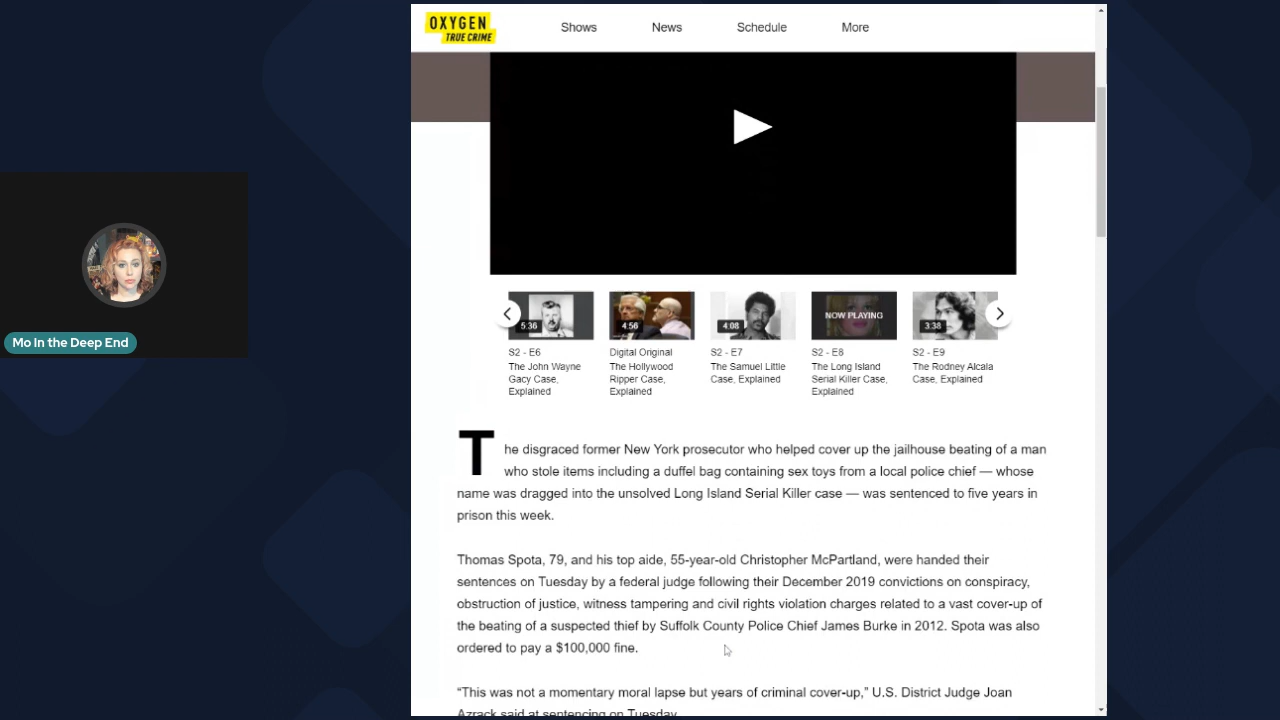 OXYGEN
TRUE CRIME
Shows
News
Schedule
More
Mo In the Deep End
5:36
4:56
4:08
NOW PLAYING
3:38
S2 - E6
The John Wayne
Gacy Case,
Explained
Digital Original
The Hollywood
Ripper Case,
Explained
S2 - E7
The Samuel Little
Case, Explained
S2 - E8
The Long Island
Serial Killer Case,
Explained
S2 - E9
The Rodney Alcala
Case, Explained
The disgraced former New York prosecutor who helped cover up the jailhouse beating of a man
who stole items including a duffel bag containing sex toys from a local police chief — whose
name was dragged into the unsolved Long Island Serial Killer case — was sentenced to five years in
prison this week.
Thomas Spota, 79, and his top aide, 55-year-old Christopher McPartland, were handed their
sentences on Tuesday by a federal judge following their December 2019 convictions on conspiracy,
obstruction of justice, witness tampering and civil rights violation charges related to a vast cover-up of
the beating of a suspected thief by Suffolk County Police Chief James Burke in 2012. Spota was also
ordered to pay a $100,000 fine.
“This was not a momentary moral lapse but years of criminal cover-up,” U.S. District Judge Joan
Azrack said at sentencing on Tuesday.